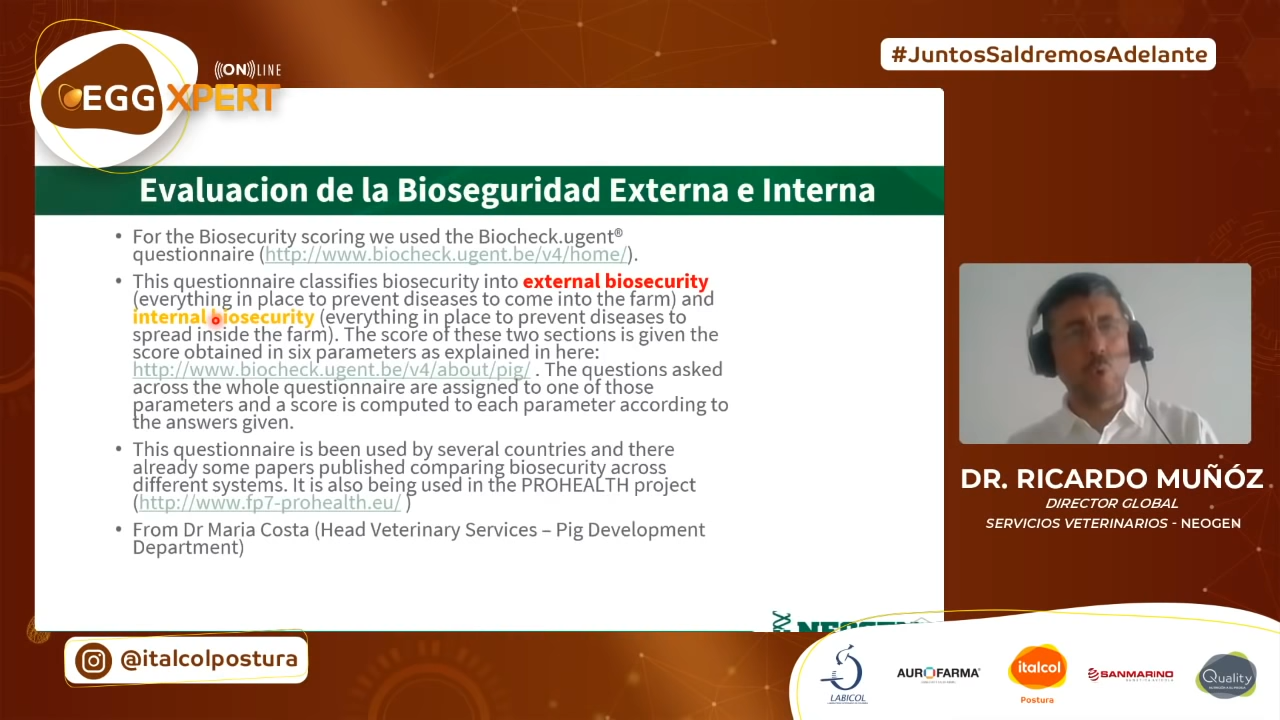 ((ON))LINE
EGG XPERT
#JuntosSaldremosAdelante
Evaluacion de la Bioseguridad Externa e Interna
• For the Biosecurity scoring we used the Biocheck.ugent®
questionnaire (http://www.biocheck.ugent.be/v4/home/).
• This questionnaire classifies biosecurity into external biosecurity
(everything in place to prevent diseases to come into the farm) and
internal biosecurity (everything in place to prevent diseases to
spread inside the farm). The score of these two sections is given the
score obtained in six parameters as explained in here:
http://www.biocheck.ugent.be/v4/about/pig/ . The questions asked
across the whole questionnaire are assigned to one of those
parameters and a score is computed to each parameter according to
the answers given.
• This questionnaire is been used by several countries and there
already some papers published comparing biosecurity across
different systems. It is also being used in the PROHEALTH project
(http://www.fp7-prohealth.eu/ )
• From Dr Maria Costa (Head Veterinary Services – Pig Development
Department)
NEOGEN
DR. RICARDO MUÑÓZ
DIRECTOR GLOBAL
SERVICIOS VETERINARIOS - NEOGEN
@italcolpostura
LABICOL
AUROFARMA
italcol
Postura
SANMARINO
Quality